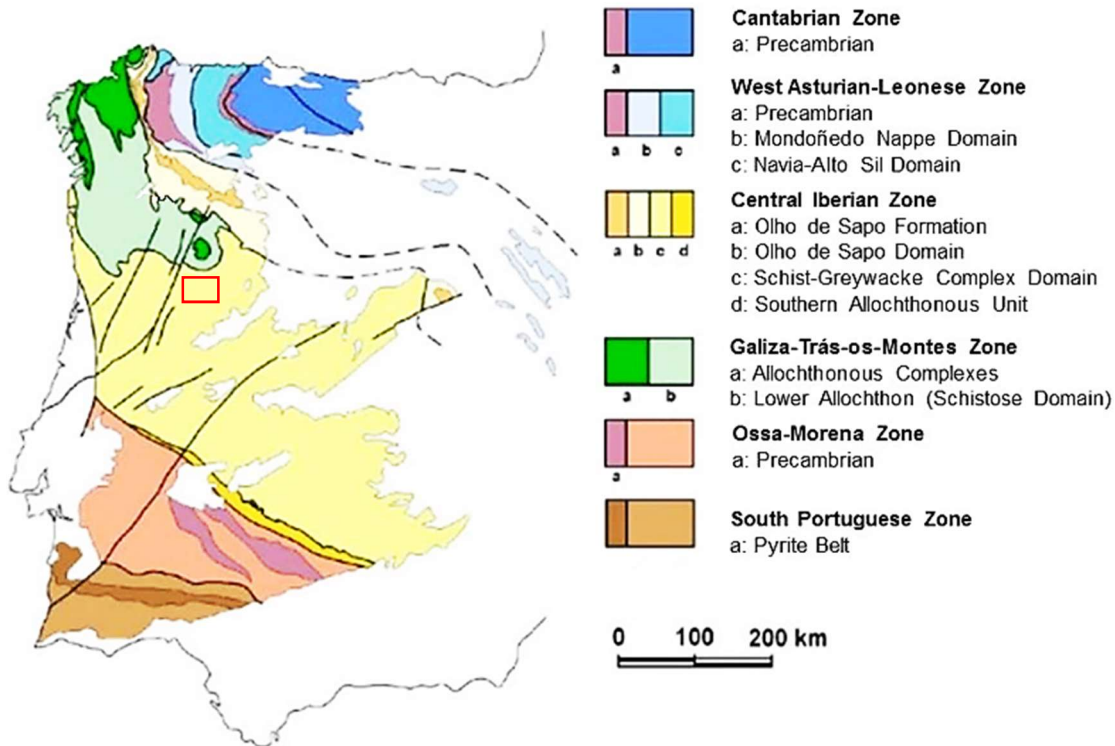 Cantabrian Zone
a: Precambrian
a
West Asturian-Leonese Zone
a: Precambrian
b: Mondoñedo Nappe Domain
c: Navia-Alto Sil Domain
a b c
Central Iberian Zone
a: Olho de Sapo Formation
b: Olho de Sapo Domain
c: Schist-Greywacke Complex Domain
d: Southern Allochthonous Unit
a b c d
Galiza-Trás-os-Montes Zone
a: Allochthonous Complexes
b: Lower Allochthon (Schistose Domain)
a b
Ossa-Morena Zone
a: Precambrian
a
South Portuguese Zone
a: Pyrite Belt
a
0 100 200 km